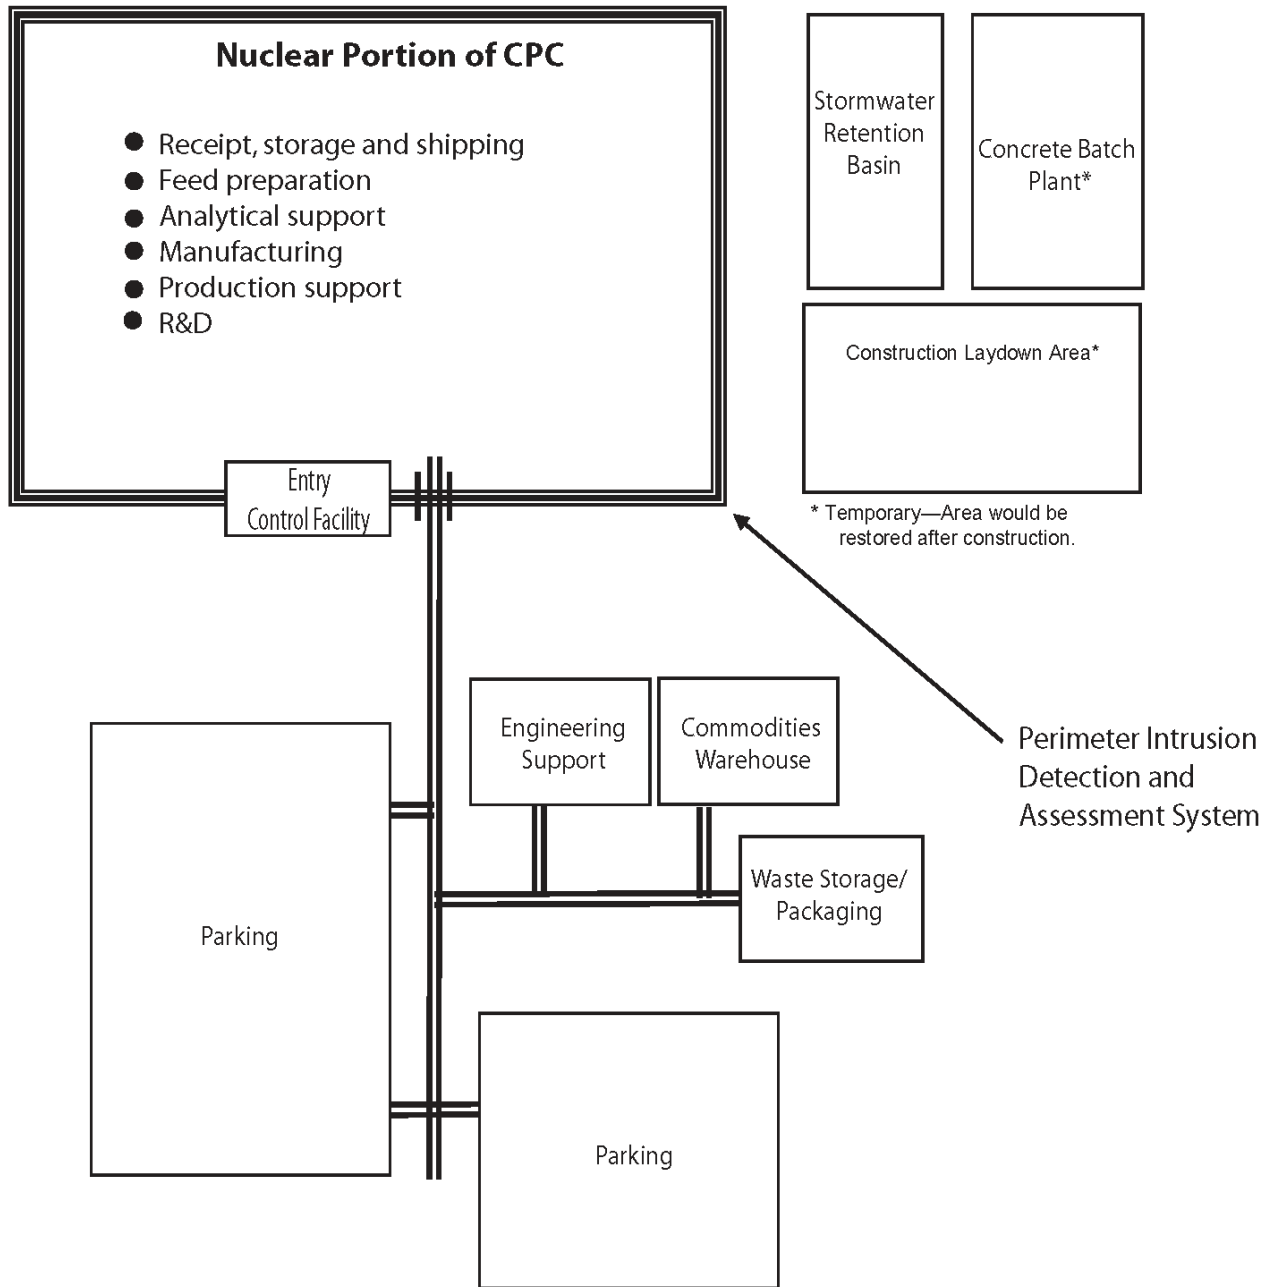 Nuclear Portion of CPC
● Receipt, storage and shipping
● Feed preparation
● Analytical support
● Manufacturing
● Production support
● R&D
Entry
Control Facility
Stormwater
Retention
Basin
Concrete Batch
Plant*
Construction Laydown Area*
* Temporary—Area would be
restored after construction.
Engineering
Support
Commodities
Warehouse
Perimeter Intrusion
Detection and
Assessment System
Waste Storage/
Packaging
Parking
Parking